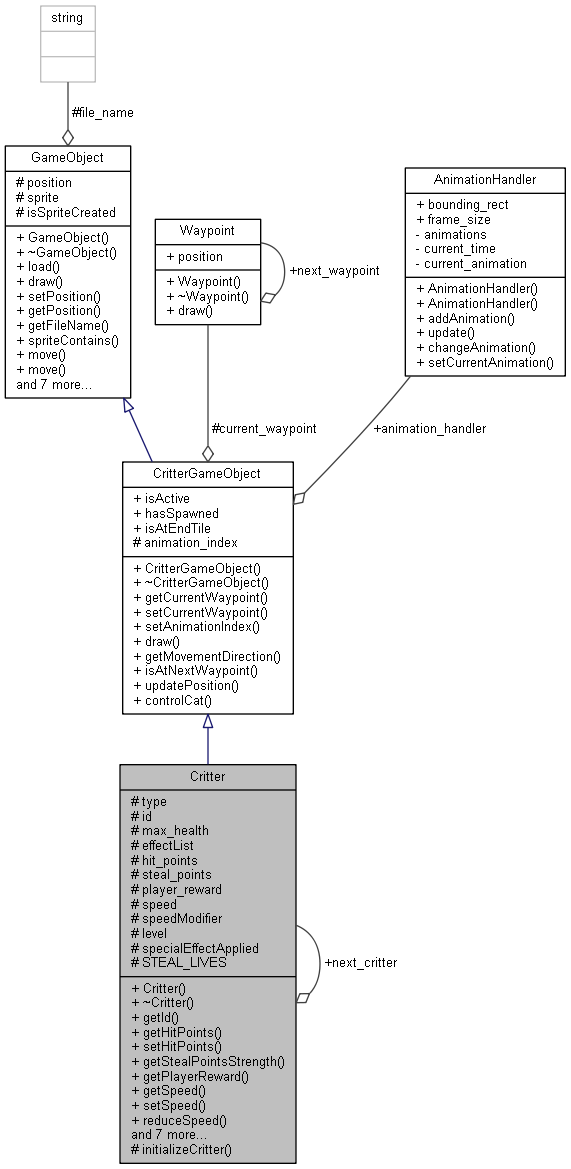 string
#file_name
GameObject
# position
# sprite
# isSpriteCreated
+ GameObject()
+ ~GameObject()
+ load()
+ draw()
+ setPosition()
+ getPosition()
+ getFileName()
+ spriteContains()
+ move()
+ move()
and 7 more...
Waypoint
+ position
+ Waypoint()
+ ~Waypoint()
+ draw()
+next_waypoint
AnimationHandler
+ bounding_rect
+ frame_size
- animations
- current_time
- current_animation
+ AnimationHandler()
+ AnimationHandler()
+ addAnimation()
+ update()
+ changeAnimation()
+ setCurrentAnimation()
#current_waypoint
+animation_handler
CritterGameObject
+ isActive
+ hasSpawned
+ isAtEndTile
# animation_index
+ CritterGameObject()
+ ~CritterGameObject()
+ getCurrentWaypoint()
+ setCurrentWaypoint()
+ setAnimationIndex()
+ draw()
+ getMovementDirection()
+ isAtNextWaypoint()
+ updatePosition()
+ controlCat()
Critter
# type
# id
# max_health
# effectList
# hit_points
# steal_points
# player_reward
# speed
# speedModifier
# level
# specialEffectApplied
# STEAL_LIVES
+ Critter()
+ ~Critter()
+ getId()
+ getHitPoints()
+ setHitPoints()
+ getStealPointsStrength()
+ getPlayerReward()
+ getSpeed()
+ setSpeed()
+ reduceSpeed()
and 7 more...
# initializeCritter()
+next_critter